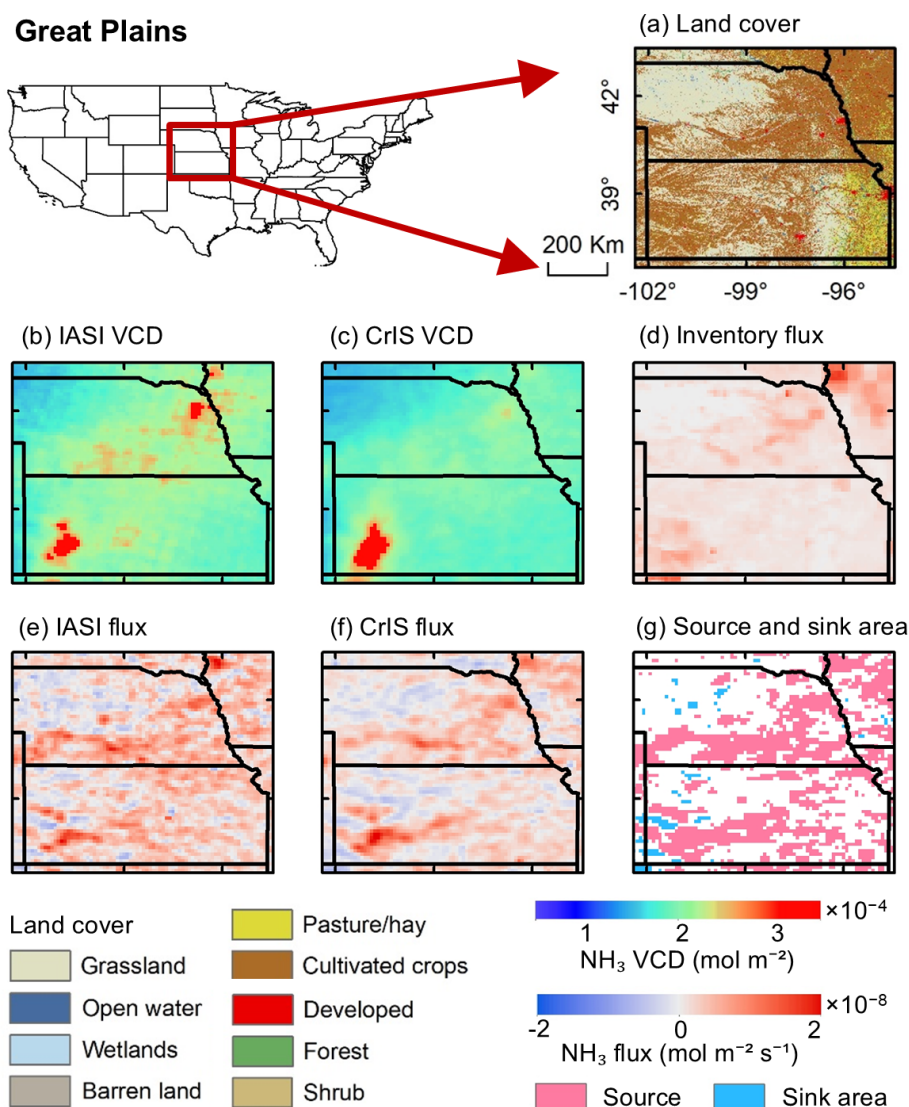 Great Plains
(a) Land cover
42°
39°
200 Km
-102°
-99°
-96°
(b) IASI VCD
(c) CrIS VCD
(d) Inventory flux
(e) IASI flux
(f) CrIS flux
(g) Source and sink area
Land cover
Grassland
Open water
Wetlands
Barren land
Pasture/hay
Cultivated crops
Developed
Forest
Shrub
×10⁻⁴
1 2 3
NH₃ VCD (mol m⁻²)
×10⁻⁸
-2 0 2
NH₃ flux (mol m⁻² s⁻¹)
Source
Sink area